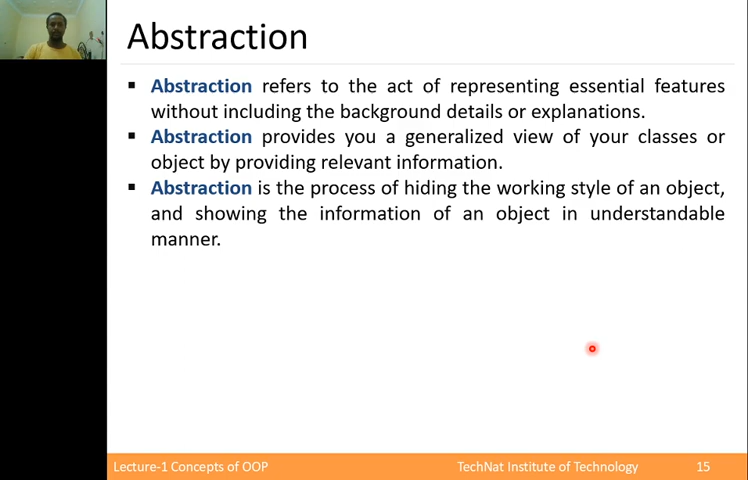 Abstraction
▪ Abstraction refers to the act of representing essential features
without including the background details or explanations.
▪ Abstraction provides you a generalized view of your classes or
object by providing relevant information.
▪ Abstraction is the process of hiding the working style of an object,
and showing the information of an object in understandable
manner.
Lecture-1 Concepts of OOP TechNat Institute of Technology 15